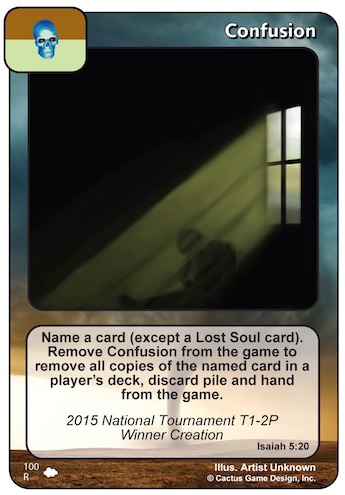 Confusion
Name a card (except a Lost Soul card).
Remove Confusion from the game to
remove all copies of the named card in a
player's deck, discard pile and hand
from the game.
2015 National Tournament T1-2P
Winner Creation
Isaiah 5:20
100
R
Illus. Artist Unknown
© Cactus Game Design, Inc.